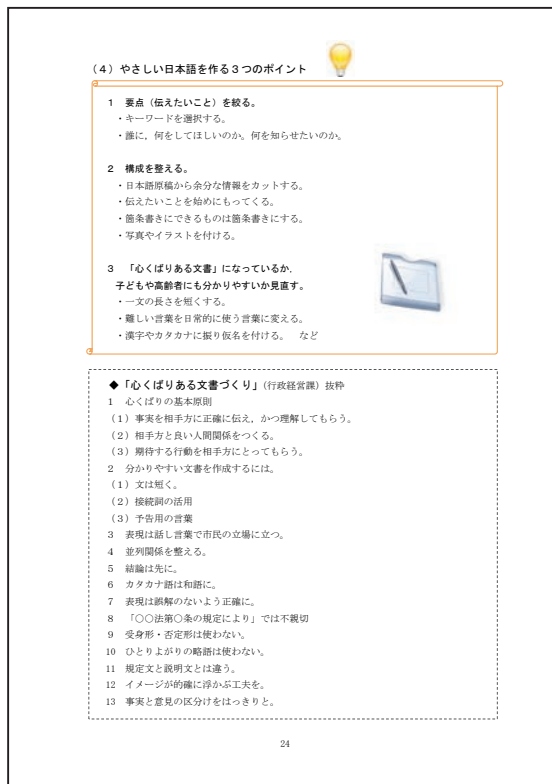 （4）やさしい日本語を作る3つのポイント
1　要点（伝えたいこと）を絞る。
・キーワードを選択する。
・誰に，何をしてほしいのか。何を知らせたいのか。
2　構成を整える。
・日本語原稿から余分な情報をカットする。
・伝えたいことを始めにもってくる。
・箇条書きにできるものは箇条書きにする。
・写真やイラストを付ける。
3　「心くばりある文書」になっているか，
子どもや高齢者にも分かりやすいか見直す。
・一文の長さを短くする。
・難しい言葉を日常的に使う言葉に変える。
・漢字やカタカナに振り仮名を付ける。　など
◆「心くばりある文書づくり」（行政経営課）抜粋
1　心くばりの基本原則
（1）事実を相手方に正確に伝え，かつ理解してもらう。
（2）相手方と良い人間関係をつくる。
（3）期待する行動を相手方にとってもらう。
2　分かりやすい文書を作成するには。
（1）文は短く。
（2）接続詞の活用
（3）予告用の言葉
3　表現は話し言葉で市民の立場に立つ。
4　並列関係を整える。
5　結論は先に。
6　カタカナ語は和語に。
7　表現は誤解のないよう正確に。
8　「○○法第○条の規定により」では不親切
9　受身形・否定形は使わない。
10　ひとりよがりの略語は使わない。
11　規定文と説明文とは違う。
12　イメージが的確に浮かぶ工夫を。
13　事実と意見の区分けをはっきりと。
24